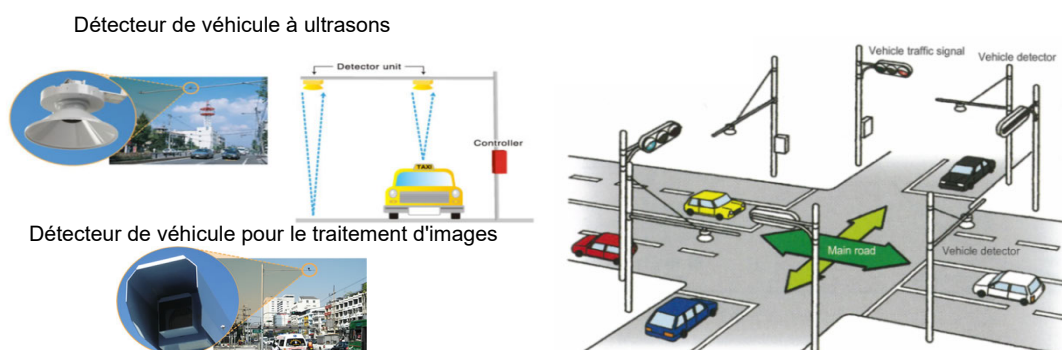 Détecteur de véhicule à ultrasons
Detector unit
Controller
TAXI
Détecteur de véhicule pour le traitement d'images
Vehicle traffic signal
Vehicle detector
Main road
Vehicle detector